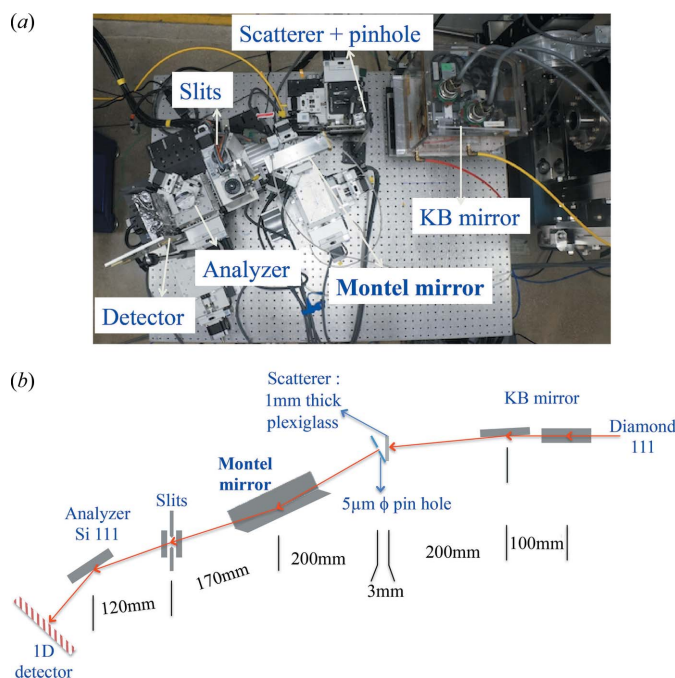 (a)
Scatterer + pinhole
Slits
KB mirror
Analyzer
Montel mirror
Detector
(b)
Scatterer :
1mm thick
plexiglass
KB mirror
Diamond
111
Montel
mirror
Slits
5μm ϕ pin hole
Analyzer
Si 111
200mm
200mm
100mm
170mm
3mm
120mm
1D
detector